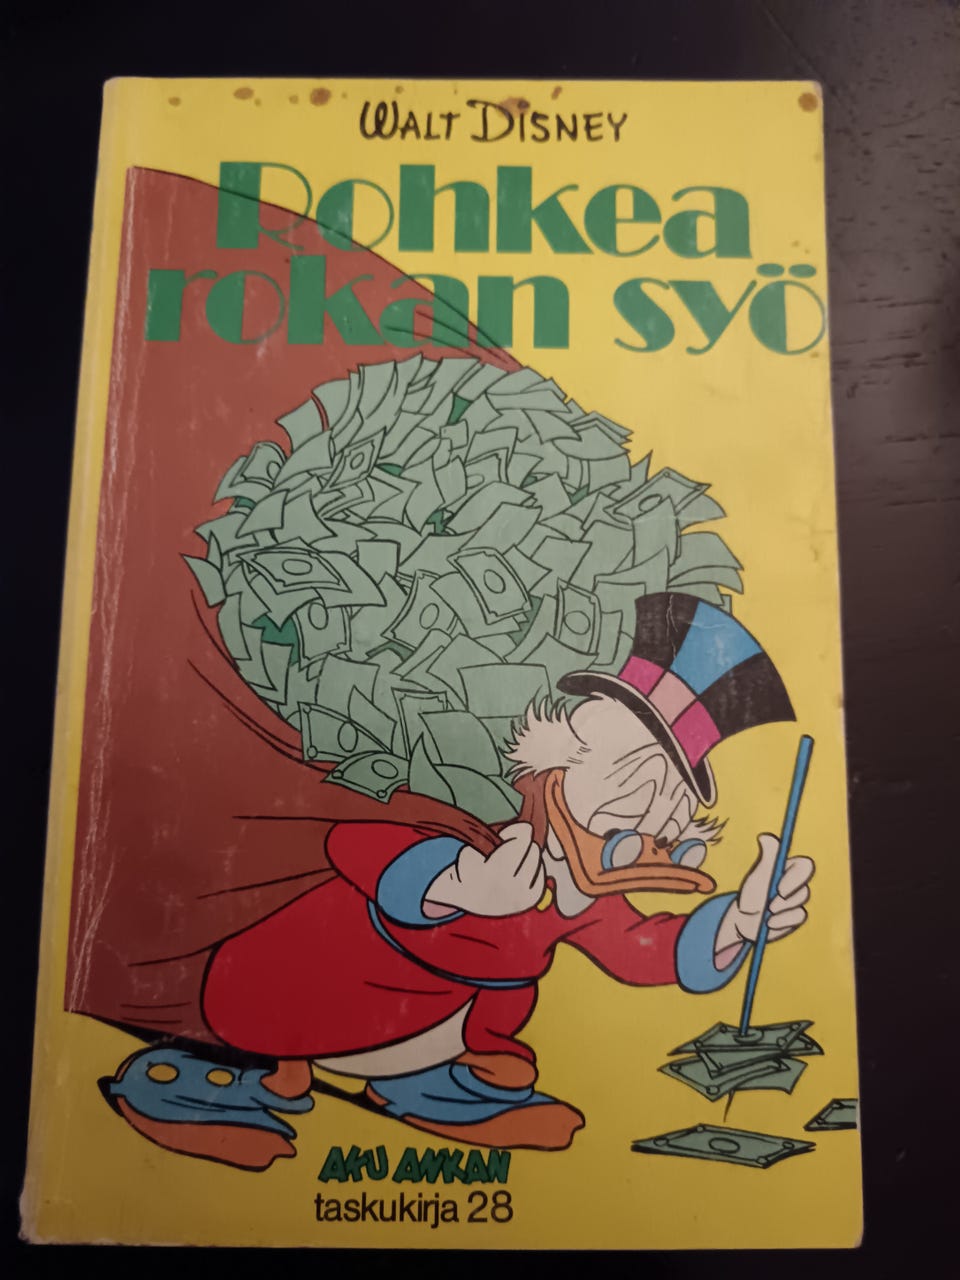 WALT DISNEY
Rohkea
rokan syö
AKU ANKAN
taskukirja 28